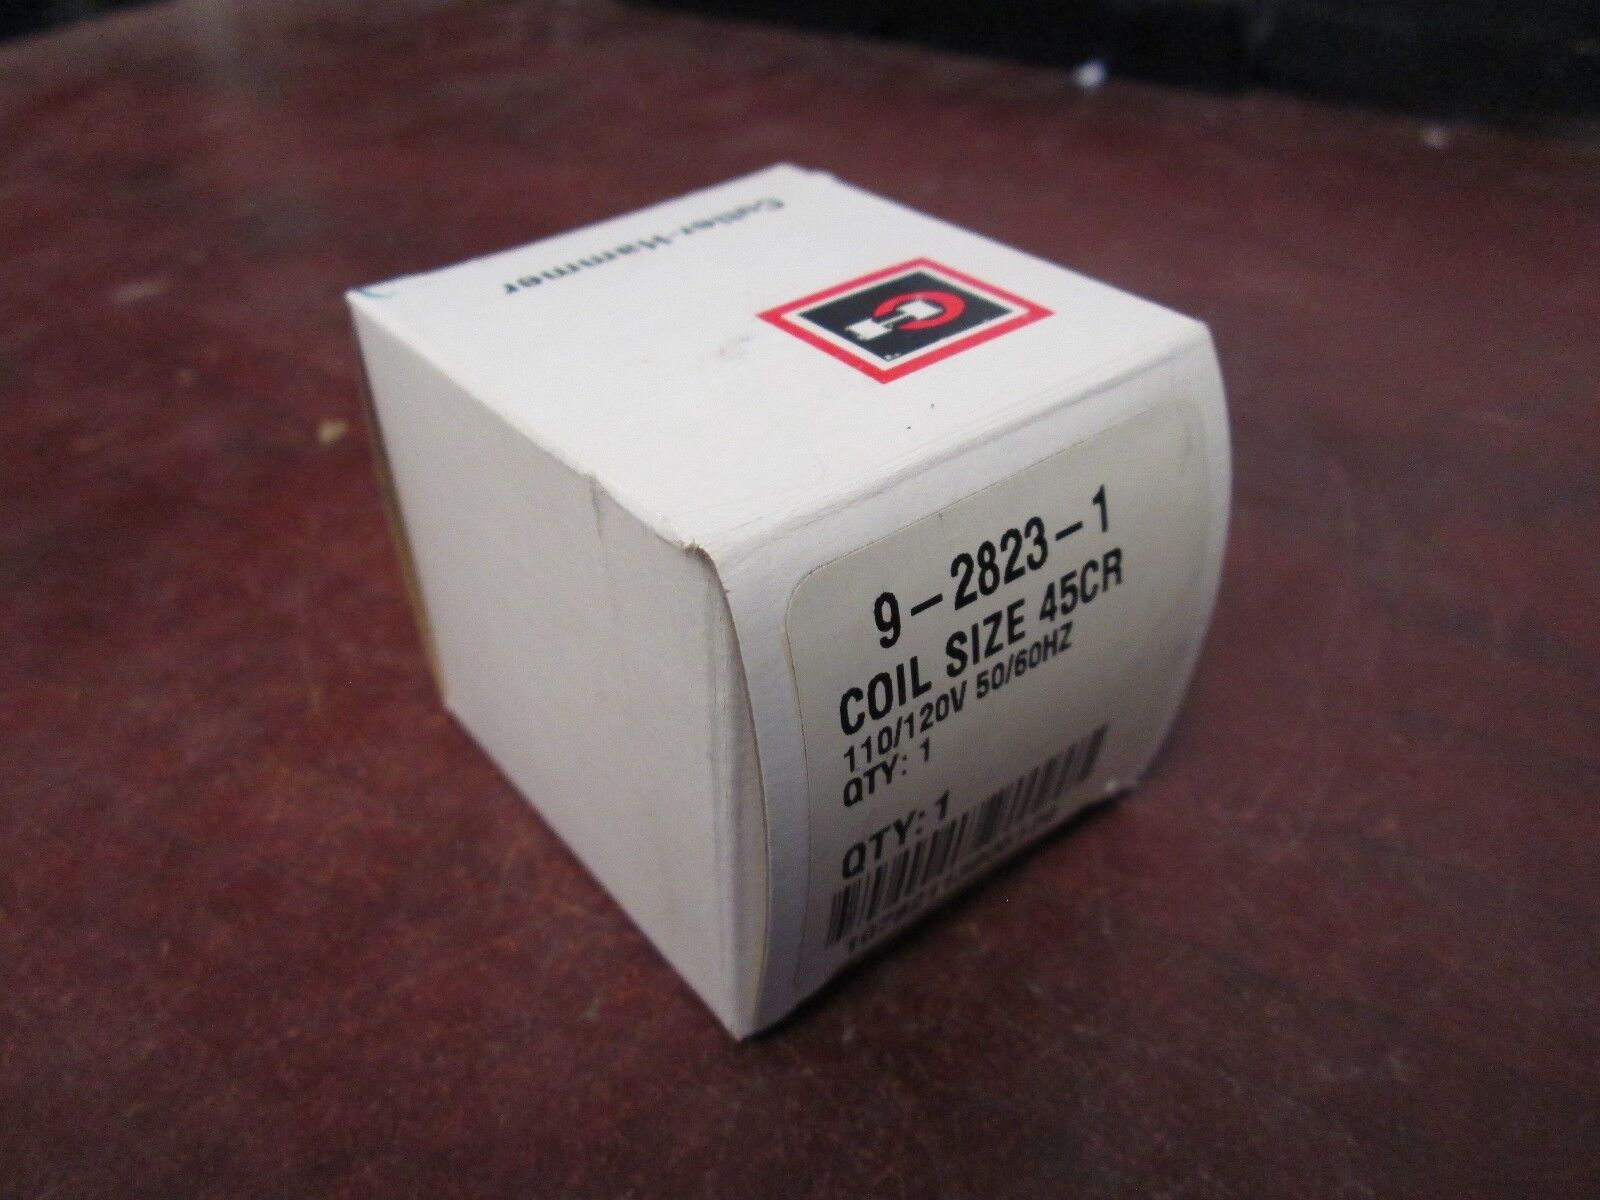 Cutler-Hammer
9-2823-1
COIL SIZE 45CR
110/120V 50/60HZ
QTY: 1
QTY: 1